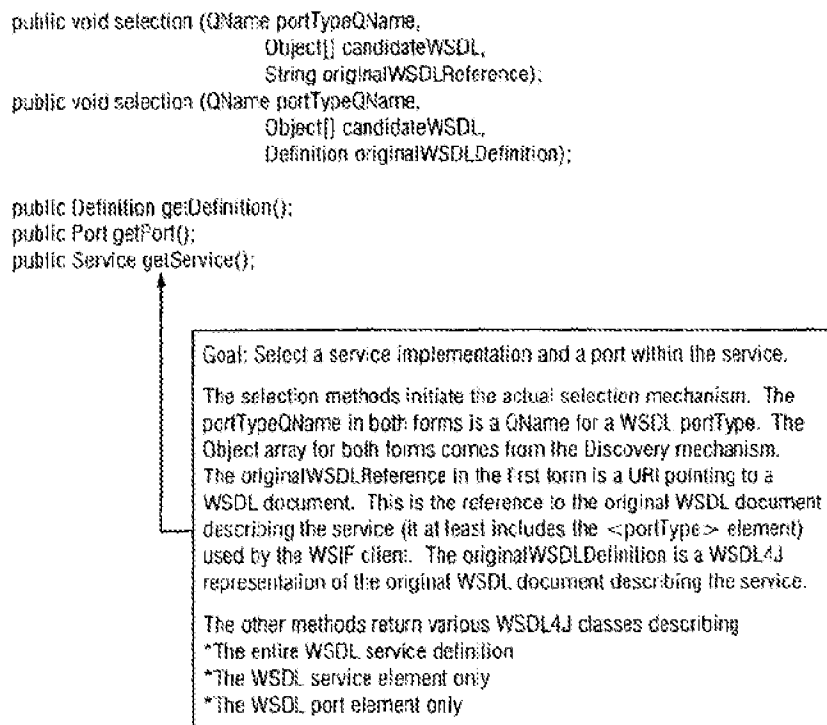 public void selection (QName portTypeQName,
Object[] candidateWSDL,
String originalWSDLReference);
public void selection (QName portTypeQName,
Object[] candidateWSDL,
Definition originalWSDLDefinition);
public Definition getDefinition();
public Port getPort();
public Service getService();
Goal: Select a service implementation and a port within the service.
The selection methods initiate the actual selection mechanism. The
portTypeQName in both forms is a QName for a WSDL portType. The
Object array for both forms comes from the Discovery mechanism.
The originalWSDLReference in the first form is a URI pointing to a
WSDL document. This is the reference to the original WSDL document
describing the service (it at least includes the <portType> element)
used by the WSIF client. The originalWSDLDefinition is a WSDL4J
representation of the original WSDL document describing the service.
The other methods return various WSDL4J classes describing
*The entire WSDL service definition
*The WSDL service element only
*The WSDL port element only